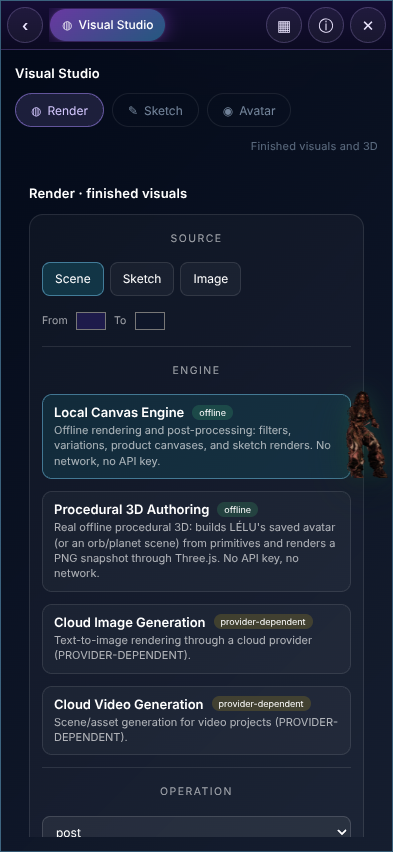 Visual Studio
Visual Studio
Render
Sketch
Avatar
Finished visuals and 3D
Render · finished visuals
SOURCE
Scene
Sketch
Image
From
To
ENGINE
Local Canvas Engine offline
Offline rendering and post-processing: filters,
variations, product canvases, and sketch renders. No
network, no API key.
Procedural 3D Authoring offline
Real offline procedural 3D: builds LÉLU's saved avatar
(or an orb/planet scene) from primitives and renders a
PNG snapshot through Three.js. No API key, no
network.
Cloud Image Generation provider-dependent
Text-to-image rendering through a cloud provider
(PROVIDER-DEPENDENT).
Cloud Video Generation provider-dependent
Scene/asset generation for video projects (PROVIDER-
DEPENDENT).
OPERATION
post